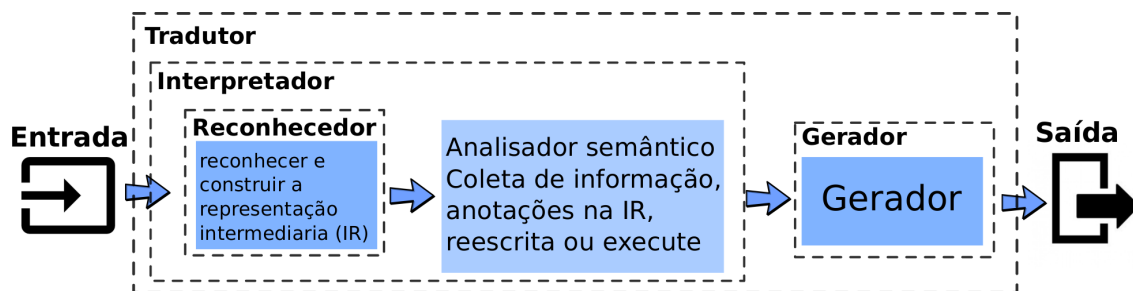 Tradutor
Interpretador
Entrada
Reconhecedor
reconhecer e
construir a
representação
intermediaria (IR)
Analisador semântico
Coleta de informação,
anotações na IR,
reescrita ou execute
Gerador
Gerador
Saída